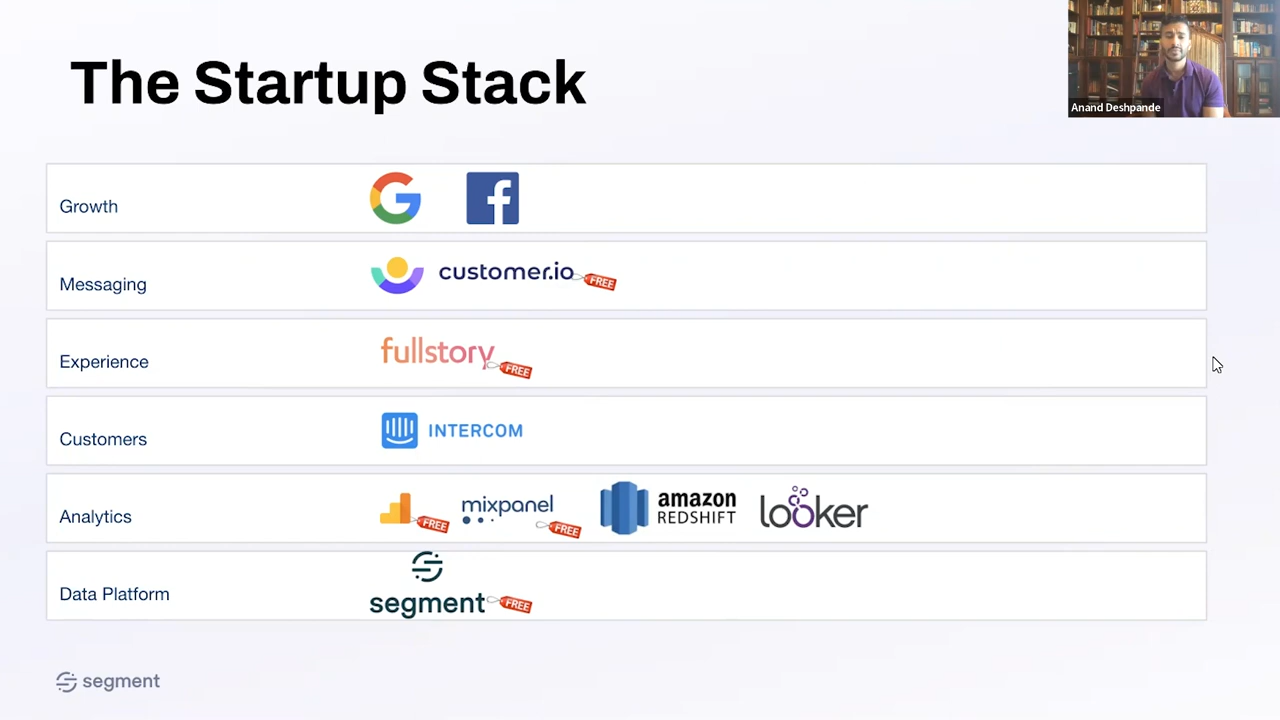 The Startup Stack
Anand Deshpande
Growth
Messaging
customer.io
FREE
Experience
fullstory
FREE
Customers
INTERCOM
Analytics
FREE
mixpanel
FREE
amazon
REDSHIFT
looker
Data Platform
segment
FREE
segment